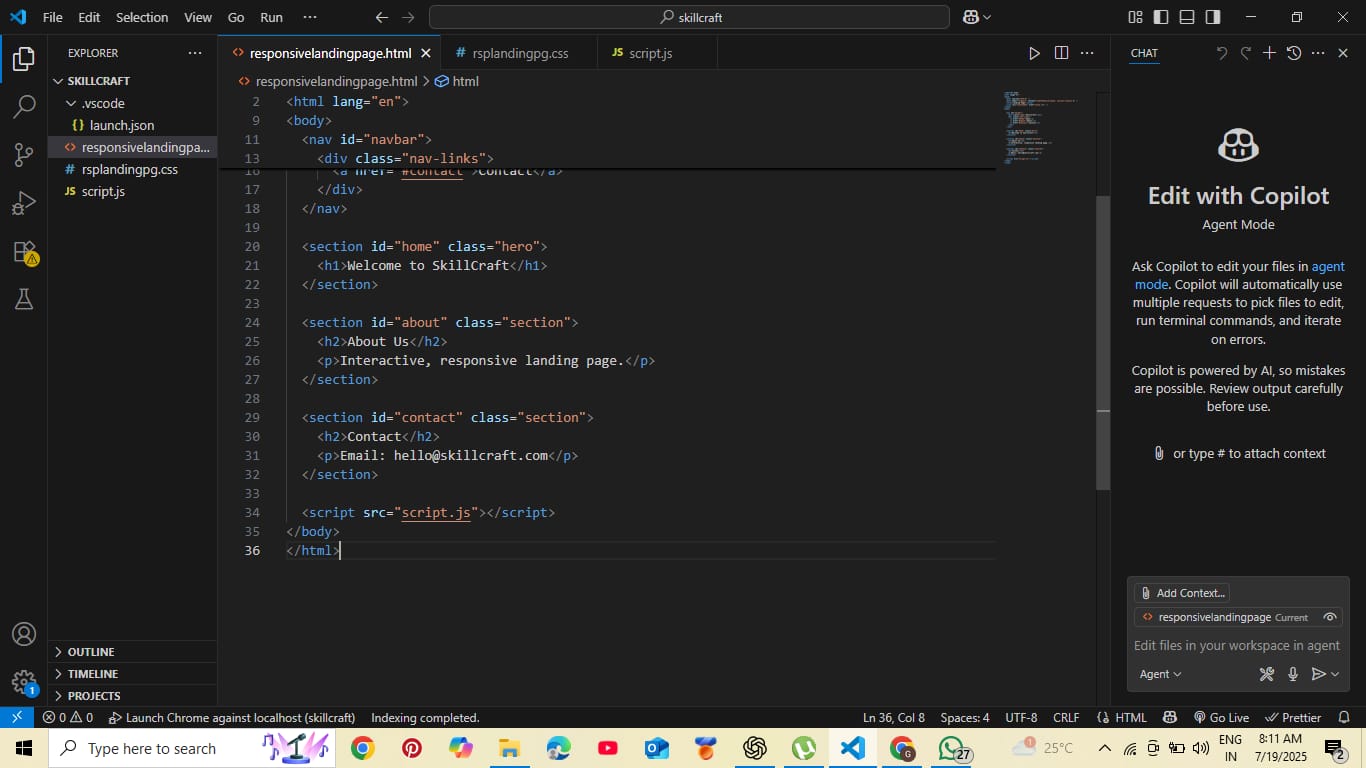 File Edit Selection View Go Run ··· skillcraft
EXPLORER ···
SKILLCRAFT
.vscode
{} launch.json
<> responsivelandingpa...
# rsplandingpg.css
JS script.js
OUTLINE
TIMELINE
PROJECTS
<> responsivelandingpage.html
# rsplandingpg.css
JS script.js
<> responsivelandingpage.html > html
2 <html lang="en">
9 <body>
11 <nav id="navbar">
13 <div class="nav-links">
16 <a href="#contact">Contact</a>
17 </div>
18 </nav>
19
20 <section id="home" class="hero">
21 <h1>Welcome to SkillCraft</h1>
22 </section>
23
24 <section id="about" class="section">
25 <h2>About Us</h2>
26 <p>Interactive, responsive landing page.</p>
27 </section>
28
29 <section id="contact" class="section">
30 <h2>Contact</h2>
31 <p>Email: hello@skillcraft.com</p>
32 </section>
33
34 <script src="script.js"></script>
35 </body>
36 </html>
CHAT
Edit with Copilot
Agent Mode
Ask Copilot to edit your files in agent
mode. Copilot will automatically use
multiple requests to pick files to edit,
run terminal commands, and iterate
on errors.
Copilot is powered by AI, so mistakes
are possible. Review output carefully
before use.
or type # to attach context
Add Context...
<> responsivelandingpage Current
Edit files in your workspace in agent
Agent
1
0 0 Launch Chrome against localhost (skillcraft) Indexing completed. Ln 36, Col 8 Spaces: 4 UTF-8 CRLF {} HTML Go Live Prettier
Type here to search
G
27
1
25°C
ENG
IN
8:11 AM
7/19/2025
2